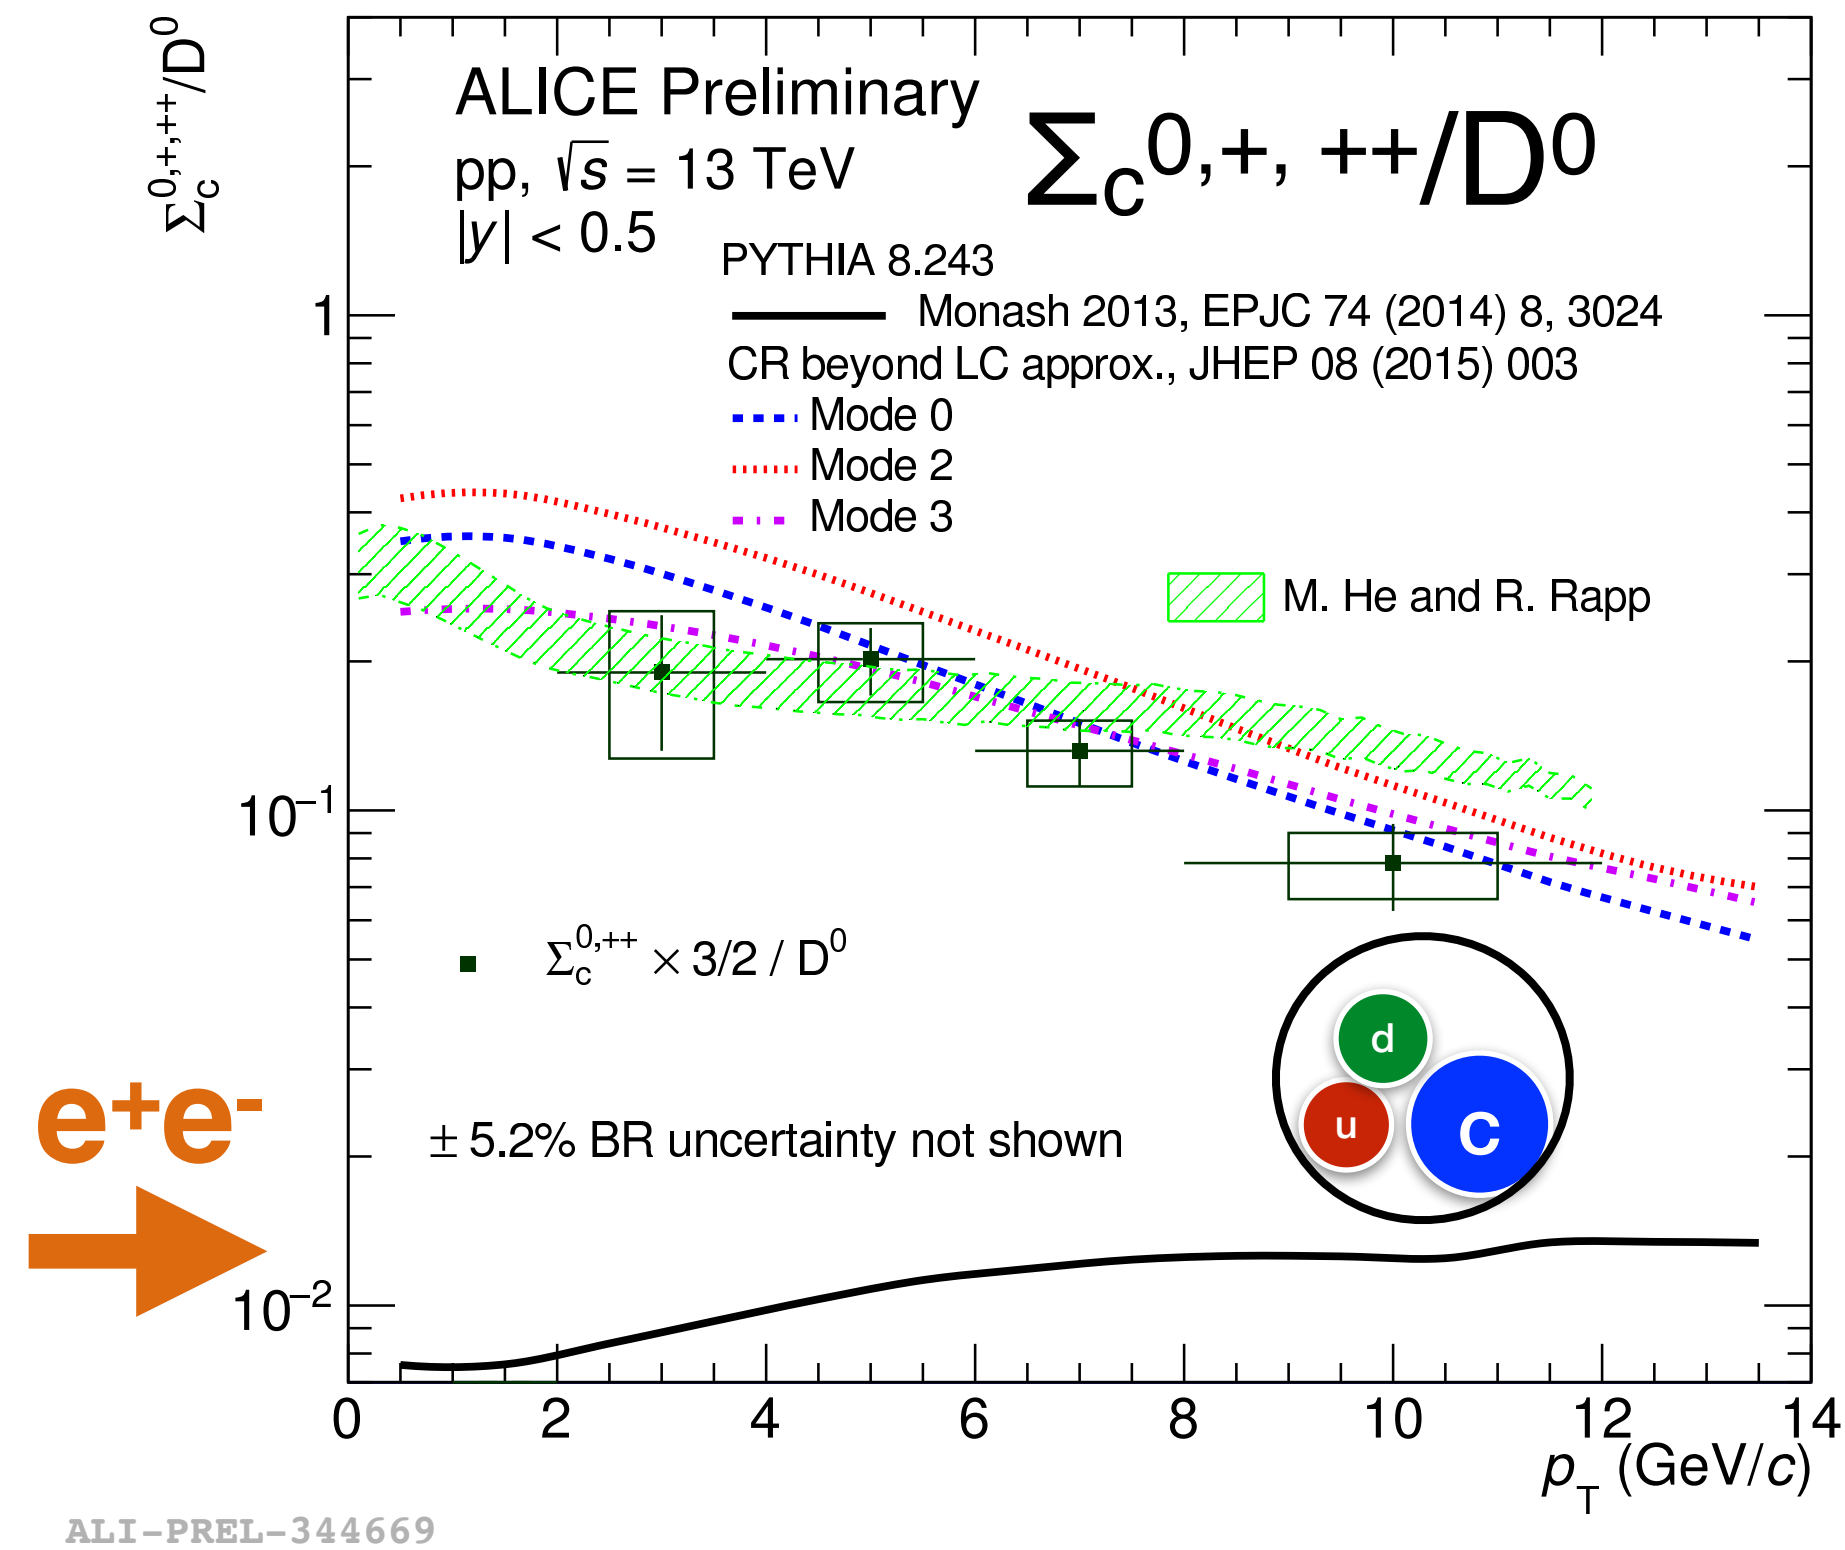 Σc0,+,++/D0
ALICE Preliminary
pp, √s = 13 TeV
|y| < 0.5
Σc0,+, ++/D0
PYTHIA 8.243
Monash 2013, EPJC 74 (2014) 8, 3024
CR beyond LC approx., JHEP 08 (2015) 003
Mode 0
Mode 2
Mode 3
M. He and R. Rapp
1
10−1
10−2
Σc0,++ × 3/2 / D0
d
u
C
e+e-
± 5.2% BR uncertainty not shown
0 2 4 6 8 10 12 14
pT (GeV/c)
ALI-PREL-344669